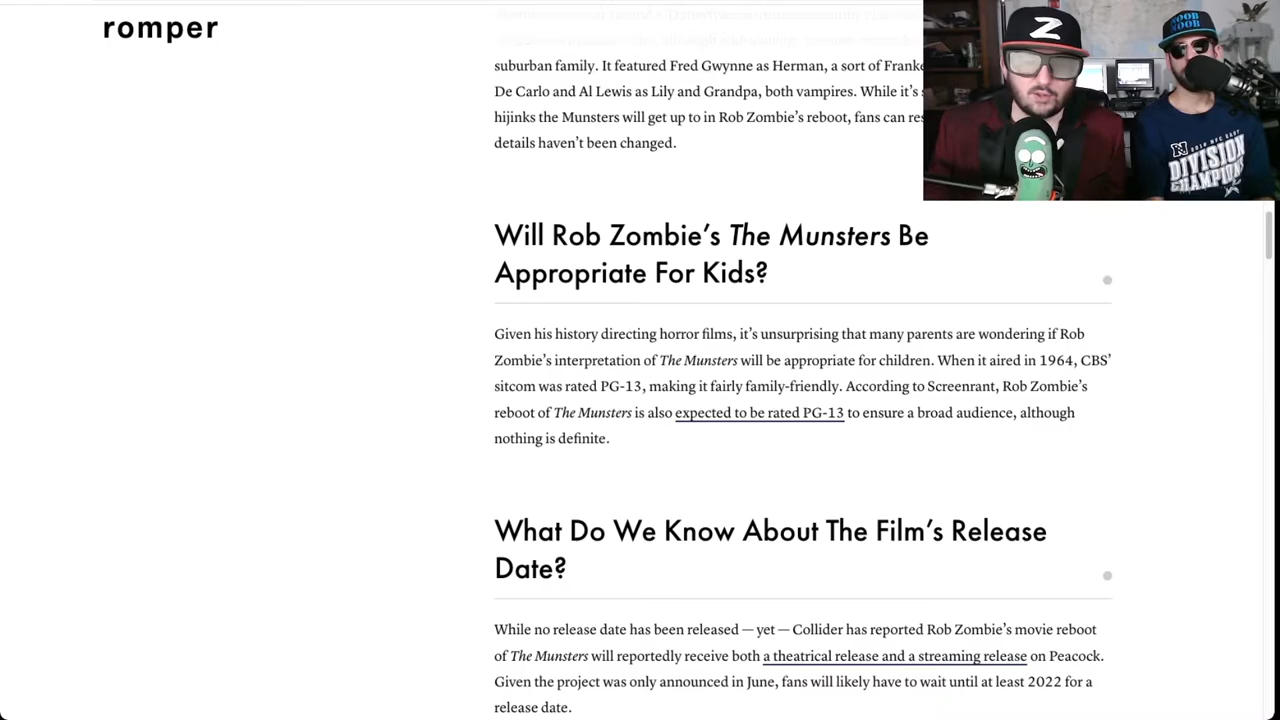 romper
suburban family. It featured Fred Gwynne as Herman, a sort of Franke
De Carlo and Al Lewis as Lily and Grandpa, both vampires. While it's
hijinks the Munsters will get up to in Rob Zombie's reboot, fans can res
details haven't been changed.
Z
NOOB
NOOB
2018 NFC EAST
DIVISION
CHAMPIONS
Will Rob Zombie's The Munsters Be
Appropriate For Kids?
Given his history directing horror films, it's unsurprising that many parents are wondering if Rob
Zombie's interpretation of The Munsters will be appropriate for children. When it aired in 1964, CBS'
sitcom was rated PG-13, making it fairly family-friendly. According to Screenrant, Rob Zombie's
reboot of The Munsters is also expected to be rated PG-13 to ensure a broad audience, although
nothing is definite.
What Do We Know About The Film's Release
Date?
While no release date has been released — yet — Collider has reported Rob Zombie's movie reboot
of The Munsters will reportedly receive both a theatrical release and a streaming release on Peacock.
Given the project was only announced in June, fans will likely have to wait until at least 2022 for a
release date.